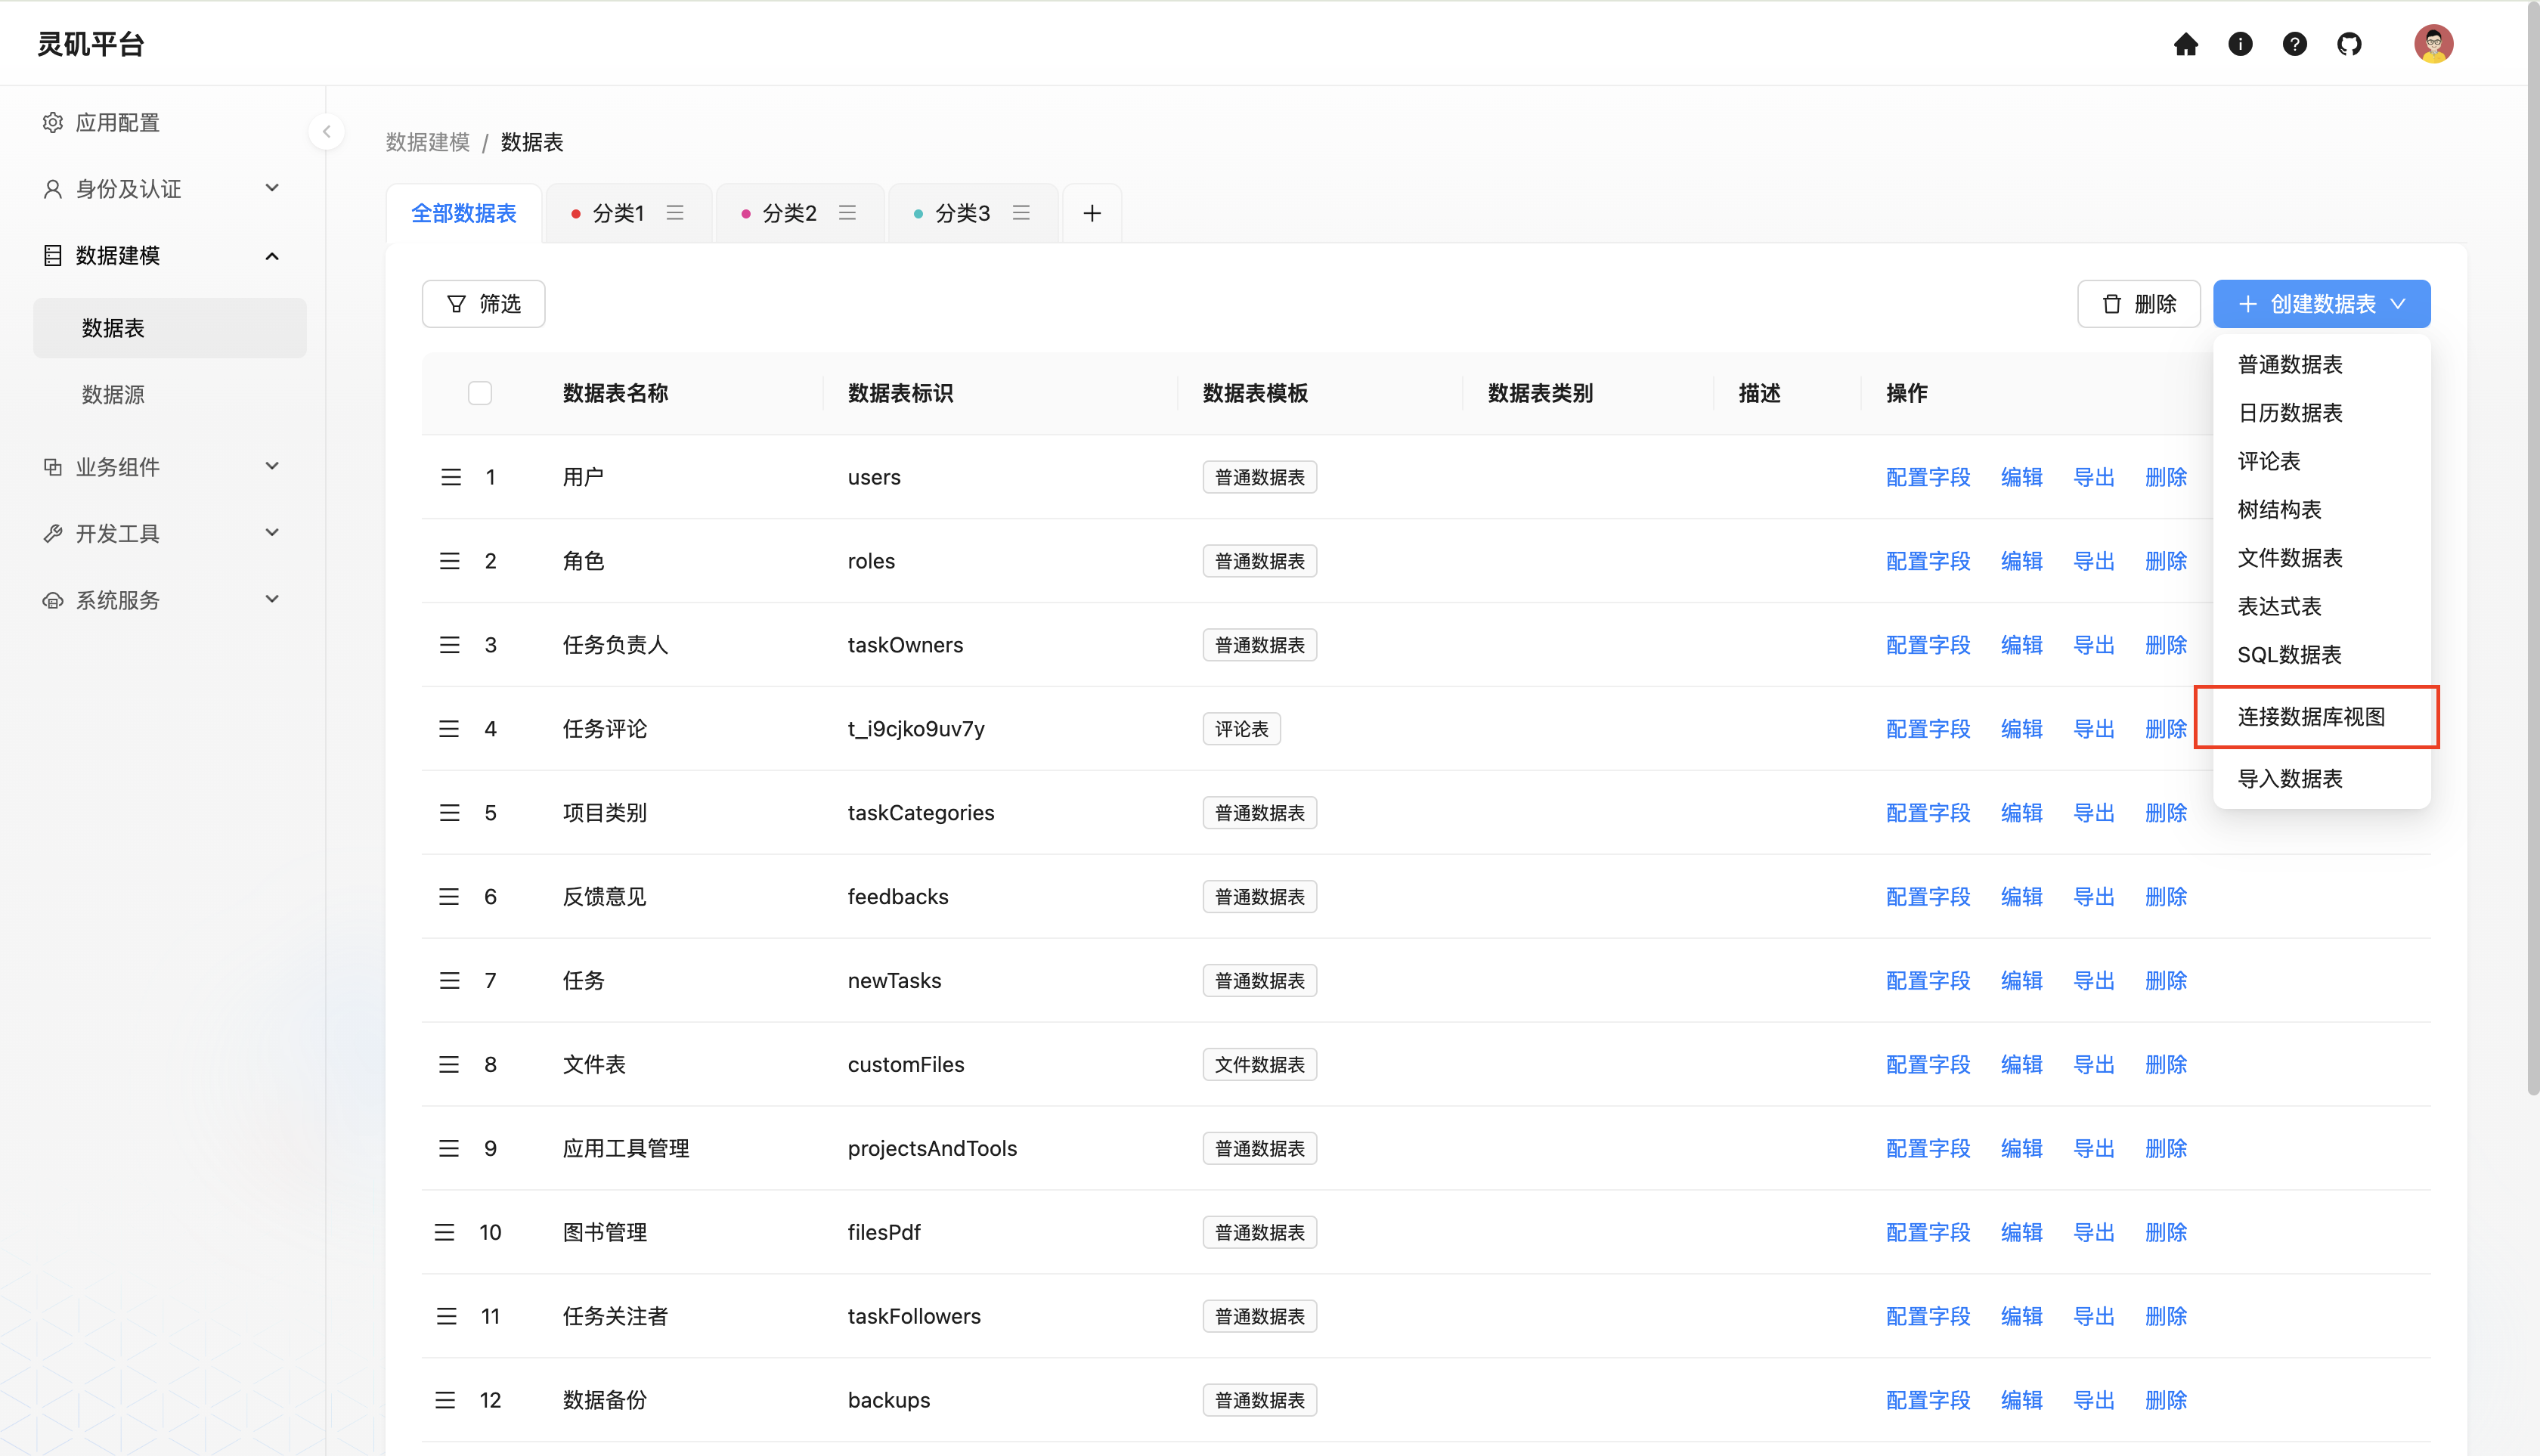 灵矶平台
应用配置
身份及认证
数据建模
数据表
数据源
业务组件
开发工具
系统服务
数据建模 / 数据表
全部数据表 分类1 分类2 分类3
筛选 删除 创建数据表
数据表名称 数据表标识 数据表模板 数据表类别 描述 操作
1 用户 users 普通数据表 配置字段 编辑 导出 删除
2 角色 roles 普通数据表 配置字段 编辑 导出 删除
3 任务负责人 taskOwners 普通数据表 配置字段 编辑 导出 删除
4 任务评论 t_i9cjko9uv7y 评论表 配置字段 编辑 导出 删除
5 项目类别 taskCategories 普通数据表 配置字段 编辑 导出 删除
6 反馈意见 feedbacks 普通数据表 配置字段 编辑 导出 删除
7 任务 newTasks 普通数据表 配置字段 编辑 导出 删除
8 文件表 customFiles 文件数据表 配置字段 编辑 导出 删除
9 应用工具管理 projectsAndTools 普通数据表 配置字段 编辑 导出 删除
10 图书管理 filesPdf 普通数据表 配置字段 编辑 导出 删除
11 任务关注者 taskFollowers 普通数据表 配置字段 编辑 导出 删除
12 数据备份 backups 普通数据表 配置字段 编辑 导出 删除
普通数据表
日历数据表
评论表
树结构表
文件数据表
表达式表
SQL数据表
连接数据库视图
导入数据表